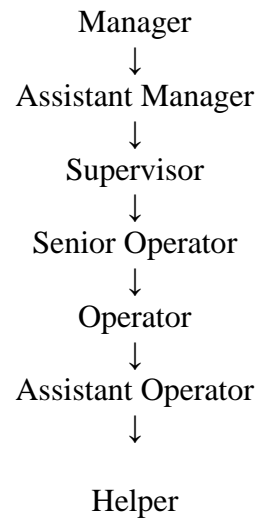 Manager
↓
Assistant Manager
↓
Supervisor
↓
Senior Operator
↓
Operator
↓
Assistant Operator
↓
Helper